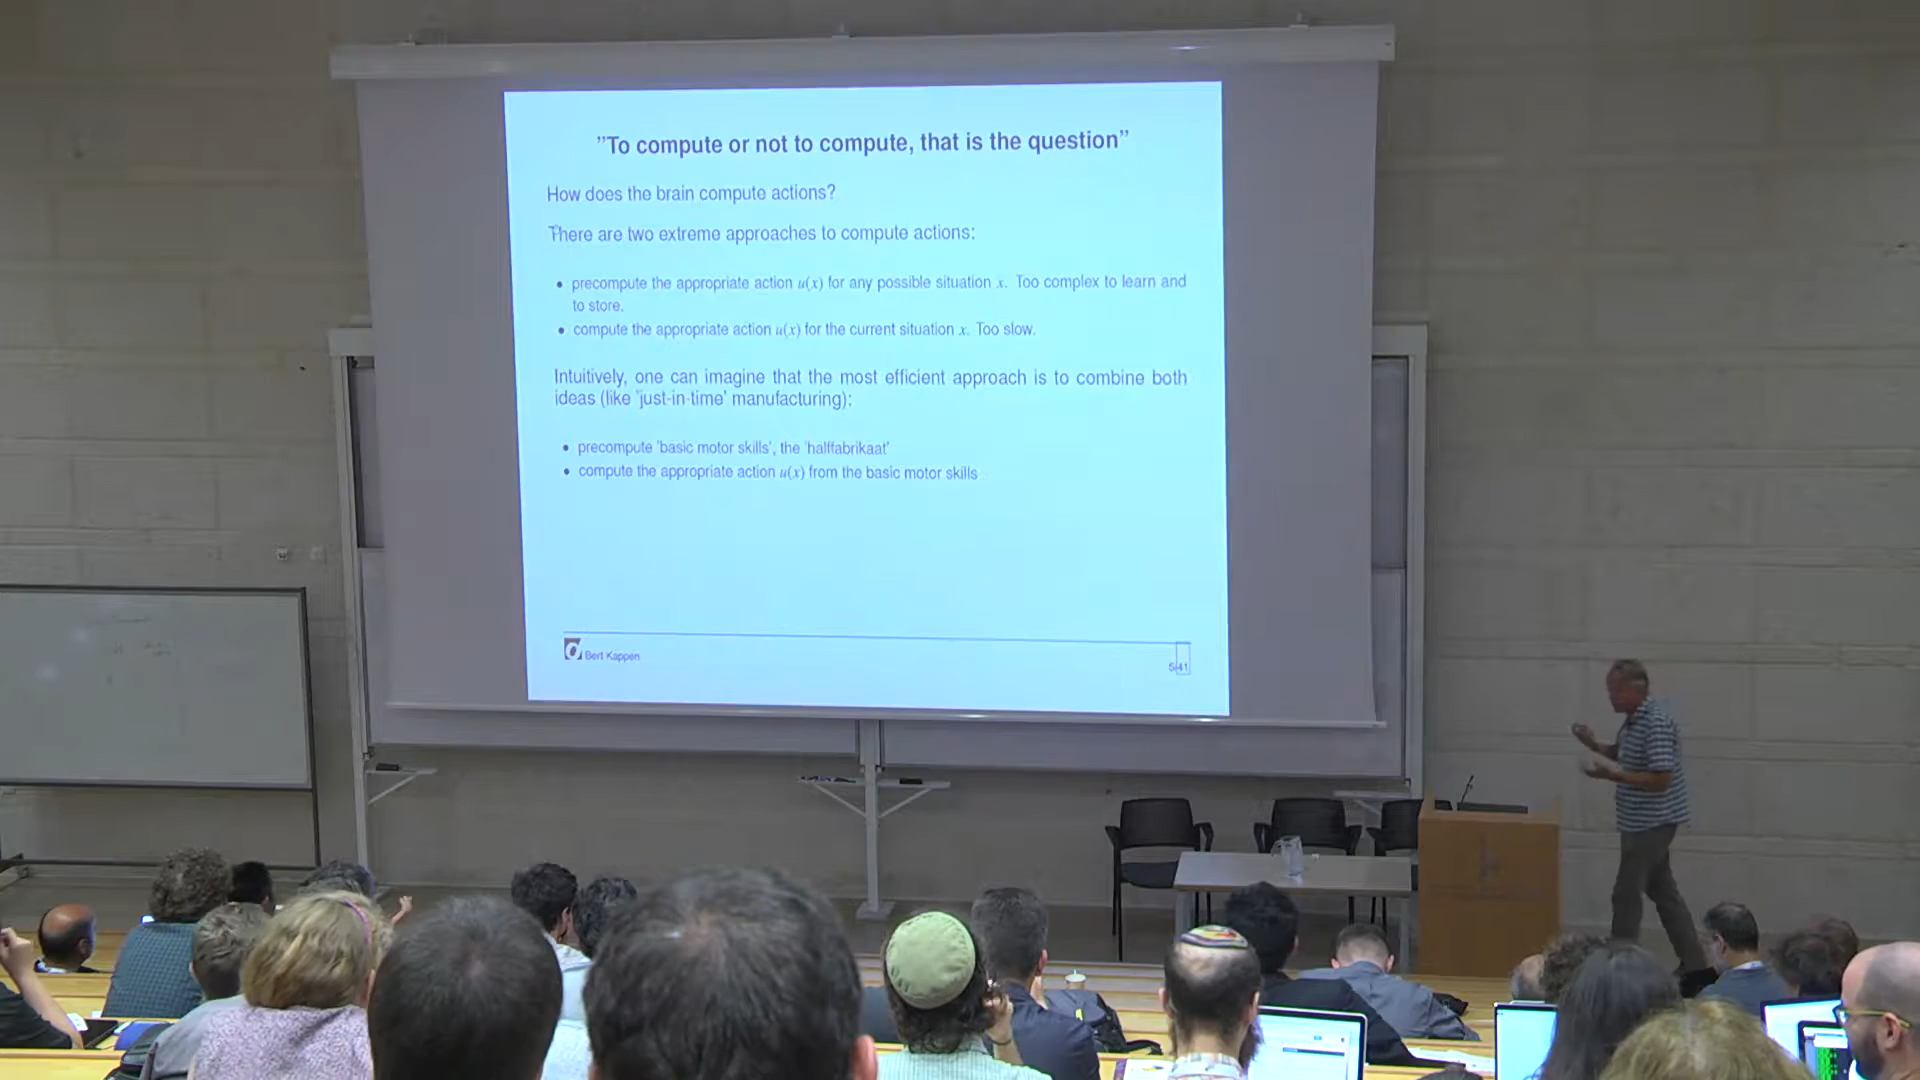 ”To compute or not to compute, that is the question”
How does the brain compute actions?
There are two extreme approaches to compute actions:
• precompute the appropriate action u(x) for any possible situation x. Too complex to learn and
to store.
• compute the appropriate action u(x) for the current situation x. Too slow.
Intuitively, one can imagine that the most efficient approach is to combine both
ideas (like 'just-in-time' manufacturing):
• precompute 'basic motor skills', the 'halffabrikaat'
• compute the appropriate action u(x) from the basic motor skills
Bert Kappen